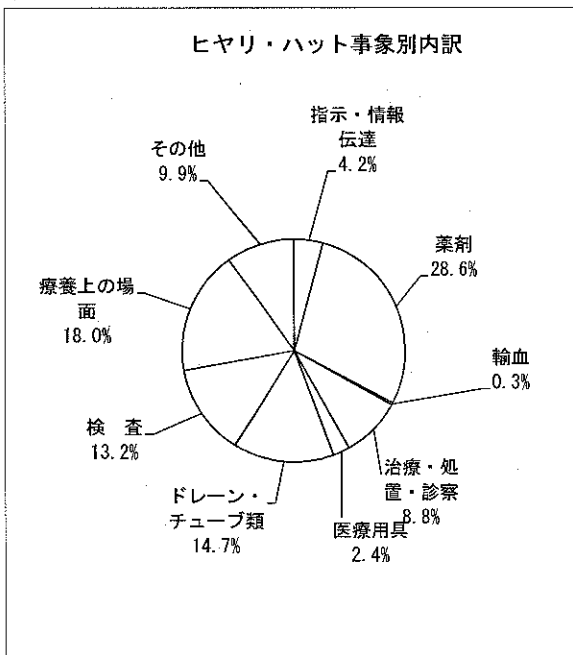 ヒヤリ・ハット事象別内訳
指示・情報
伝達
4.2%
薬剤
28.6%
輸血
0.3%
治療・処
置・診察
8.8%
医療用具
2.4%
ドレーン・
チューブ類
14.7%
検　査
13.2%
療養上の場
面
18.0%
その他
9.9%